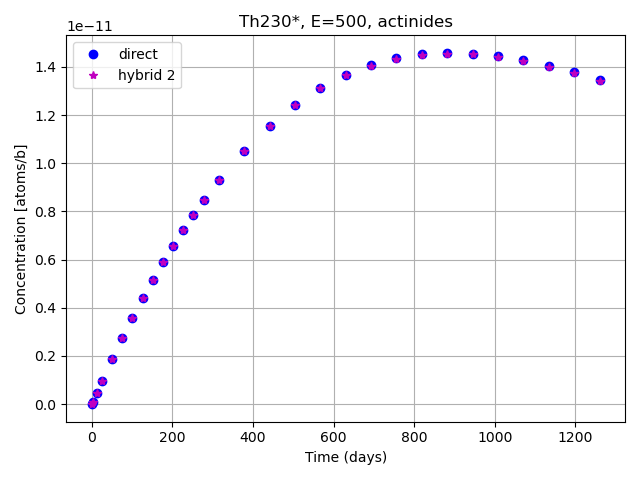 Th230*, E=500, actinides
1e−11
direct
hybrid 2
Concentration [atoms/b]
1.4
1.2
1.0
0.8
0.6
0.4
0.2
0.0
0 200 400 600 800 1000 1200
Time (days)